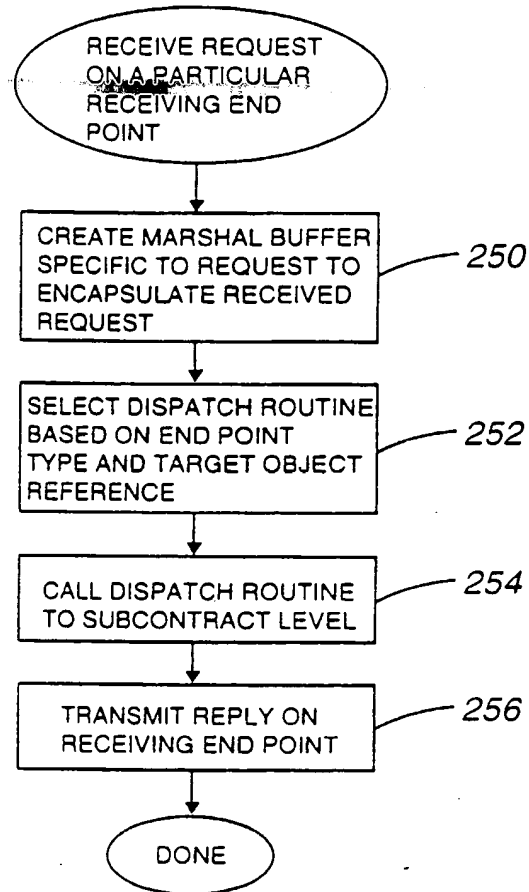 RECEIVE REQUEST
ON A PARTICULAR
RECEIVING END
POINT
CREATE MARSHAL BUFFER
SPECIFIC TO REQUEST TO
ENCAPSULATE RECEIVED
REQUEST
250
SELECT DISPATCH ROUTINE
BASED ON END POINT
TYPE AND TARGET OBJECT
REFERENCE
252
CALL DISPATCH ROUTINE
TO SUBCONTRACT LEVEL
254
TRANSMIT REPLY ON
RECEIVING END POINT
256
DONE